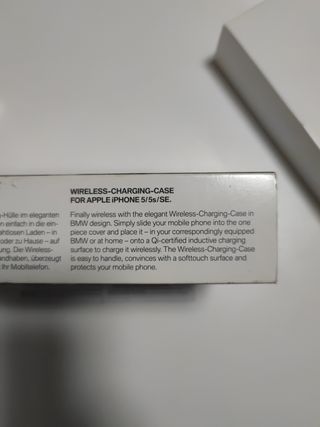 -Hülle im eleganten
n einfach in die ein-
ahtlosen Laden – in
oder zu Hause – auf
ung. Die Wireless-
andhaben, überzeugt
Ihr Mobiltelefon.
WIRELESS-CHARGING-CASE
FOR APPLE iPHONE 5/5s/SE.
Finally wireless with the elegant Wireless-Charging-Case in
BMW design. Simply slide your mobile phone into the one
piece cover and place it – in your correspondingly equipped
BMW or at home – onto a Qi-certified inductive charging
surface to charge it wirelessly. The Wireless-Charging-Case
is easy to handle, convinces with a softtouch surface and
protects your mobile phone.